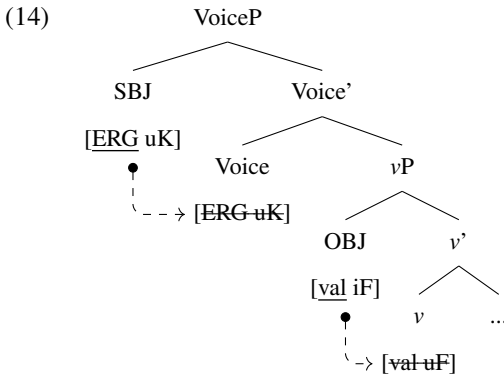 (14) VoiceP
SBJ Voice'
[ERG uK] Voice vP
[ERG uK] OBJ v'
[val iF] v ...
[val uF]